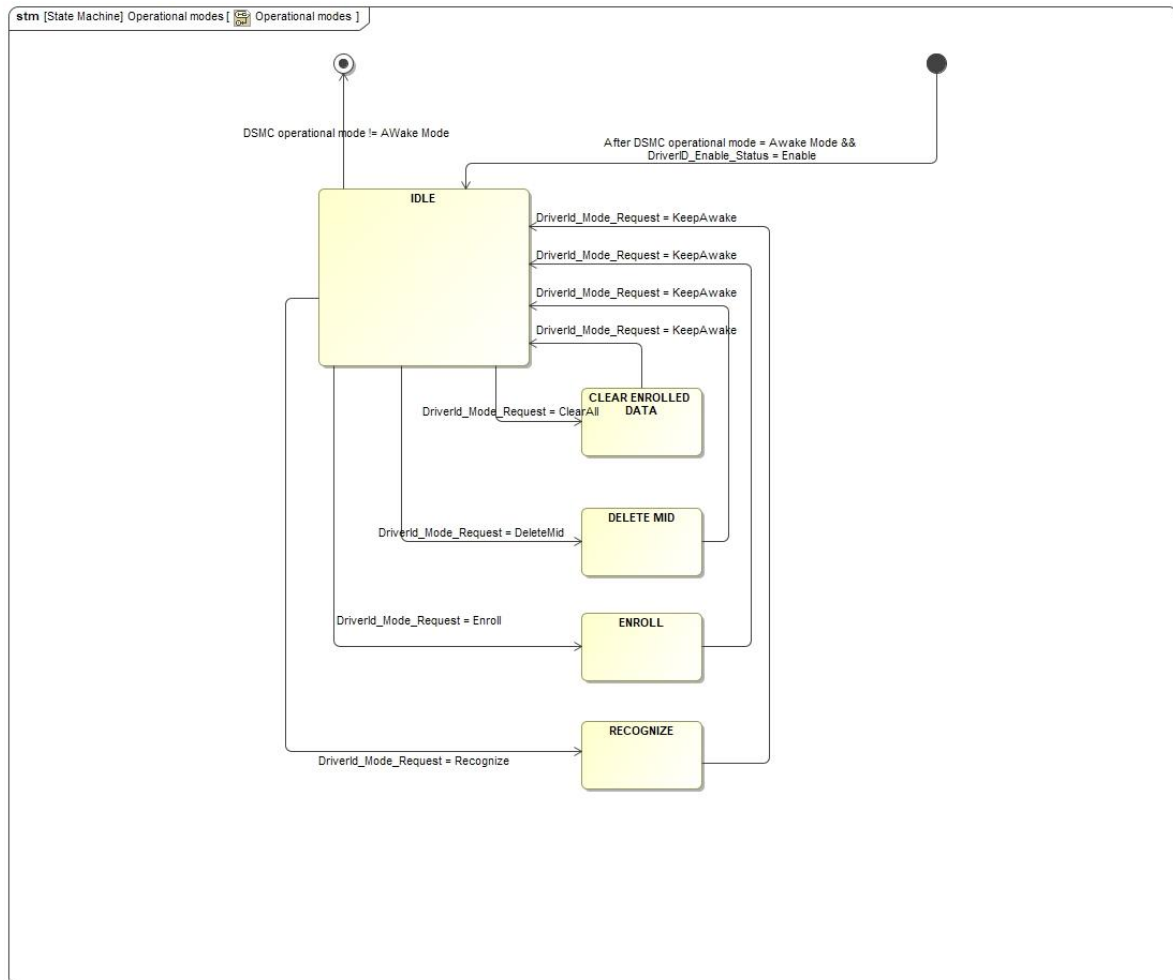 stm [State Machine] Operational modes [ Operational modes ]
DSMC operational mode != AWake Mode
After DSMC operational mode = Awake Mode &&
DriverID_Enable_Status = Enable
IDLE
DriverId_Mode_Request = KeepAwake
DriverId_Mode_Request = KeepAwake
DriverId_Mode_Request = KeepAwake
DriverId_Mode_Request = KeepAwake
CLEAR ENROLLED
DATA
DriverId_Mode_Request = ClearAll
DELETE MID
DriverId_Mode_Request = DeleteMid
ENROLL
DriverId_Mode_Request = Enroll
RECOGNIZE
DriverId_Mode_Request = Recognize